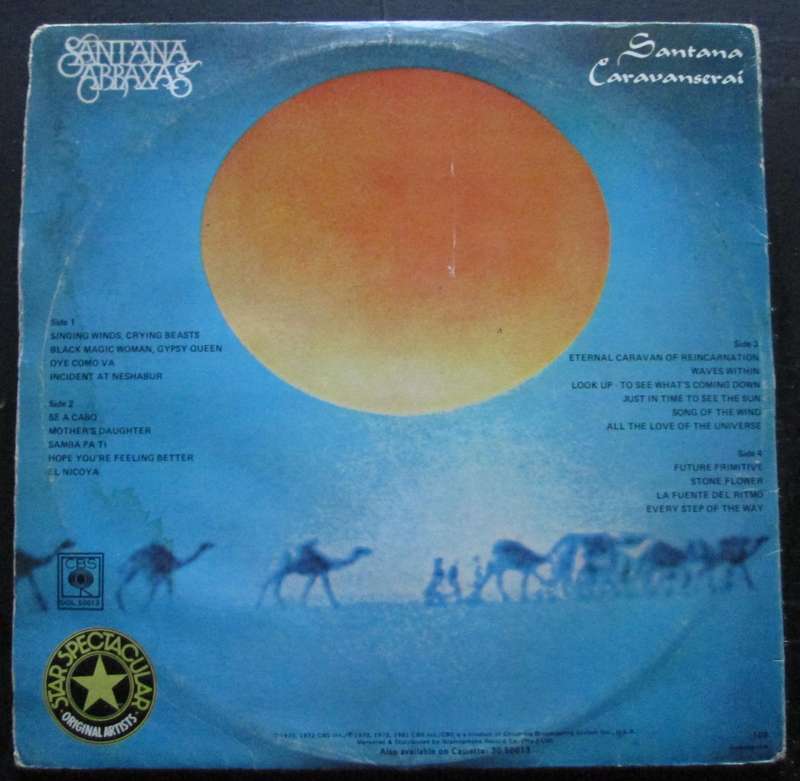 SANTANA
ABRAXAS
Santana
Caravanserai
Side 1
SINGING WINDS, CRYING BEASTS
BLACK MAGIC WOMAN, GYPSY QUEEN
OYE COMO VA
INCIDENT AT NESHABUR
Side 2
SE A CABO
MOTHER'S DAUGHTER
SAMBA PA TI
HOPE YOU'RE FEELING BETTER
EL NICOYA
Side 3
ETERNAL CARAVAN OF REINCARNATION
WAVES WITHIN
LOOK UP - TO SEE WHAT'S COMING DOWN
JUST IN TIME TO SEE THE SUN
SONG OF THE WIND
ALL THE LOVE OF THE UNIVERSE
Side 4
FUTURE PRIMITIVE
STONE FLOWER
LA FUENTE DEL RITMO
EVERY STEP OF THE WAY
CBS
STAR SPECTACULAR
ORIGINAL ARTISTS
Also available on Cassette: 30 50013